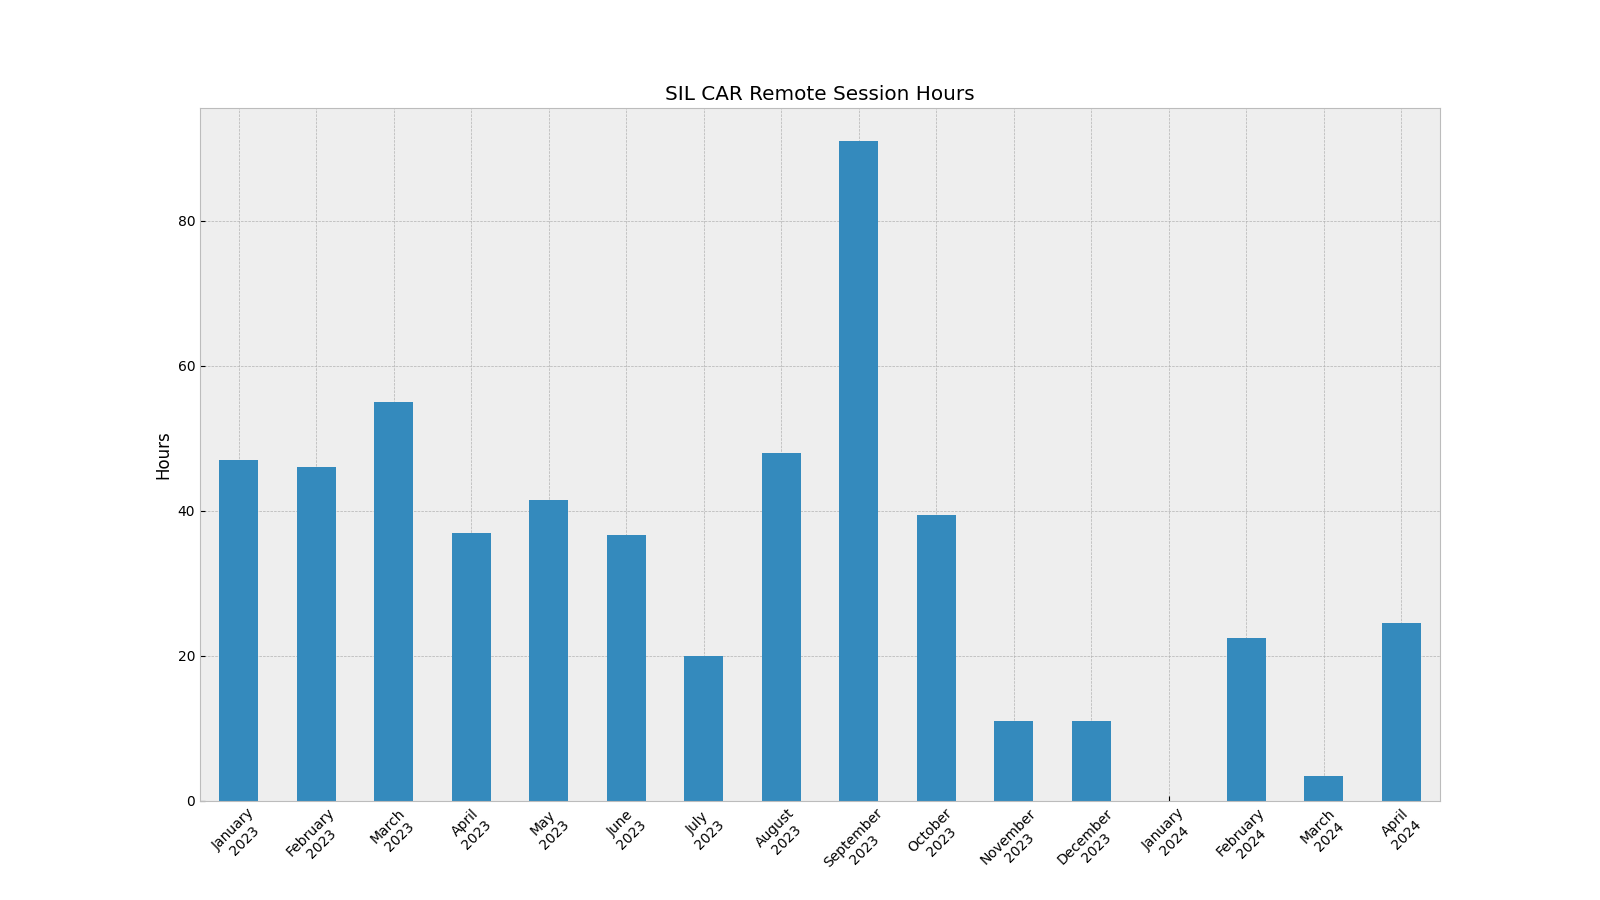 SIL CAR Remote Session Hours
Hours
80
60
40
20
0
January
2023
February
2023
March
2023
April
2023
May
2023
June
2023
July
2023
August
2023
September
2023
October
2023
November
2023
December
2023
January
2024
February
2024
March
2024
April
2024